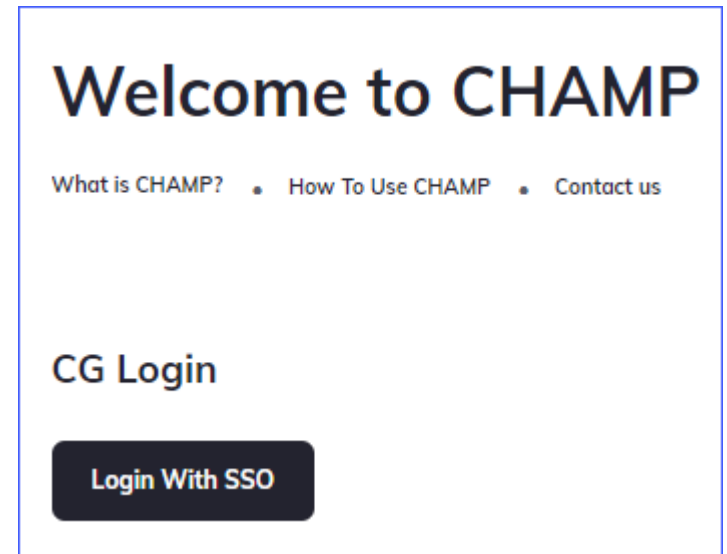 Welcome to CHAMP
What is CHAMP? • How To Use CHAMP • Contact us
CG Login
Login With SSO